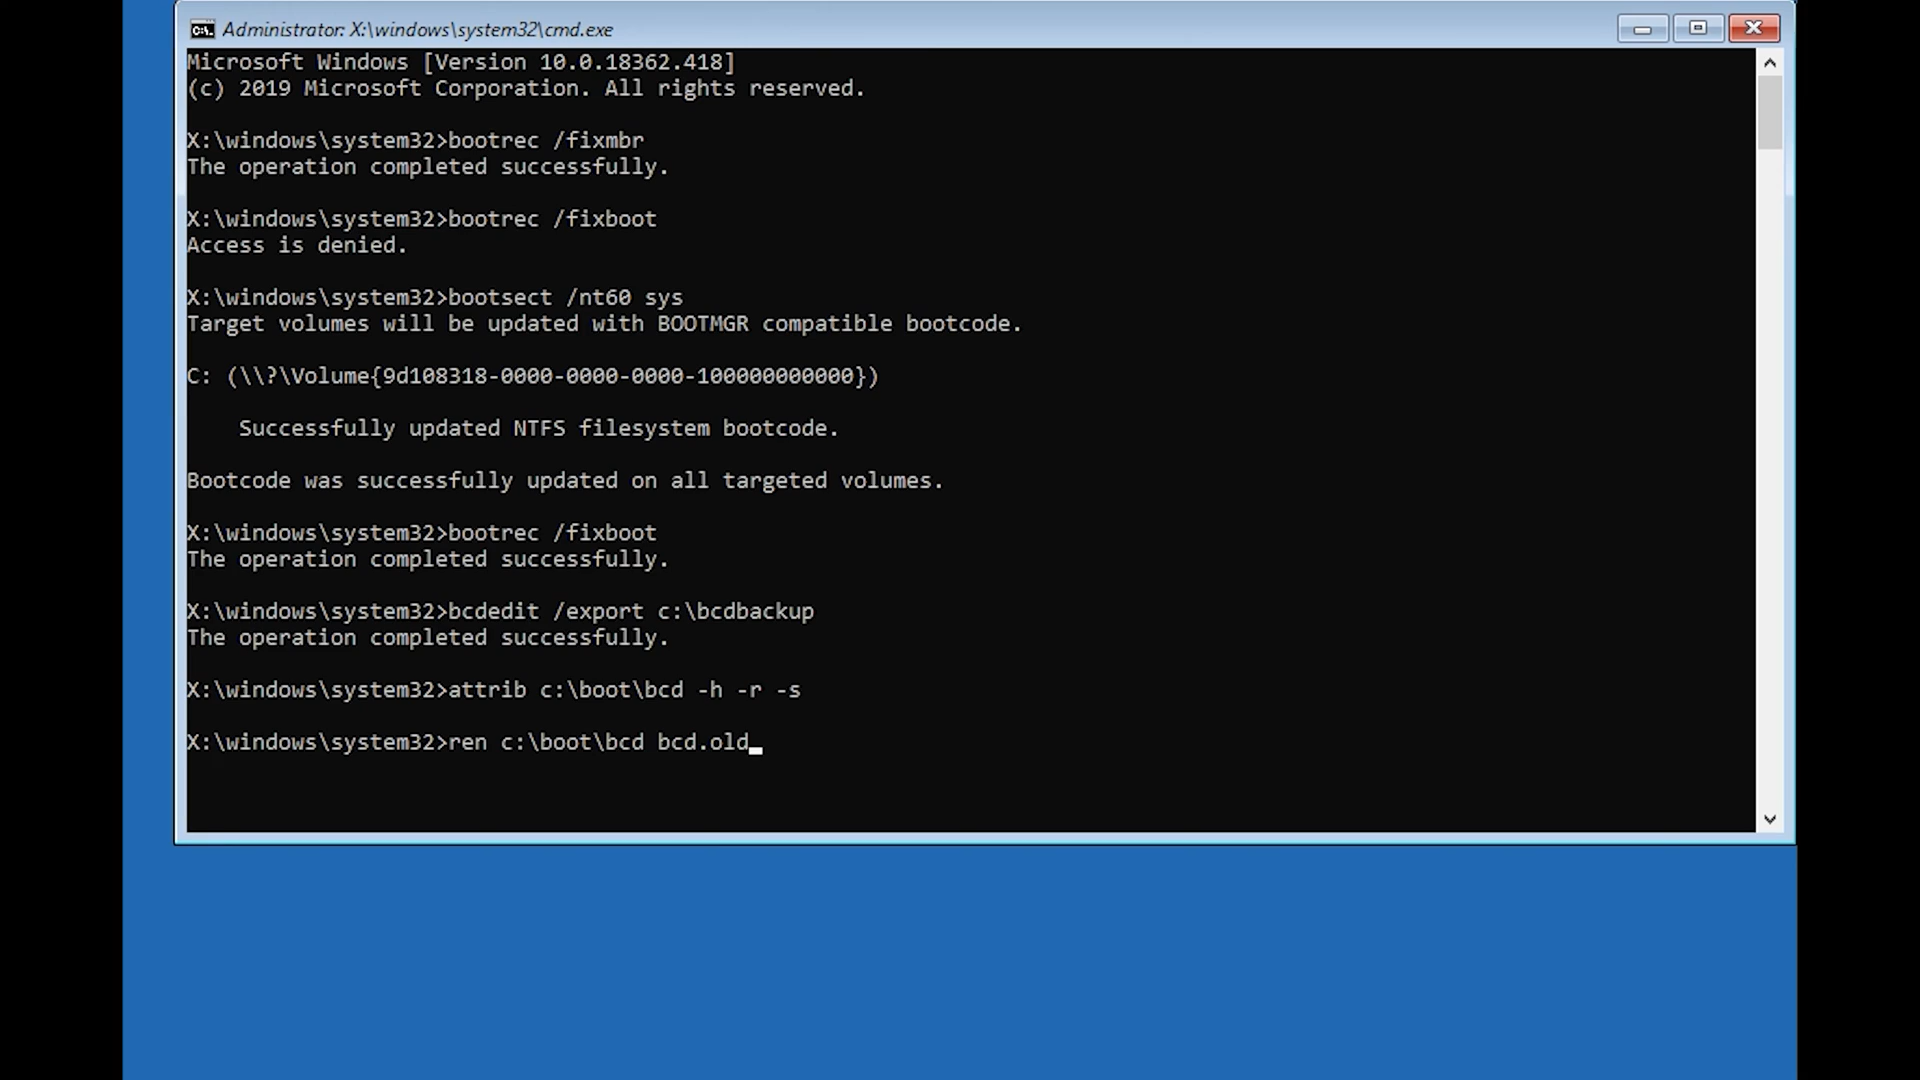 Administrator: X:\windows\system32\cmd.exe
Microsoft Windows [Version 10.0.18362.418]
(c) 2019 Microsoft Corporation. All rights reserved.
X:\windows\system32>bootrec /fixmbr
The operation completed successfully.
X:\windows\system32>bootrec /fixboot
Access is denied.
X:\windows\system32>bootsect /nt60 sys
Target volumes will be updated with BOOTMGR compatible bootcode.
C: (\\?\Volume{9d108318-0000-0000-0000-100000000000})
Successfully updated NTFS filesystem bootcode.
Bootcode was successfully updated on all targeted volumes.
X:\windows\system32>bootrec /fixboot
The operation completed successfully.
X:\windows\system32>bcdedit /export c:\bcdbackup
The operation completed successfully.
X:\windows\system32>attrib c:\boot\bcd -h -r -s
X:\windows\system32>ren c:\boot\bcd bcd.old